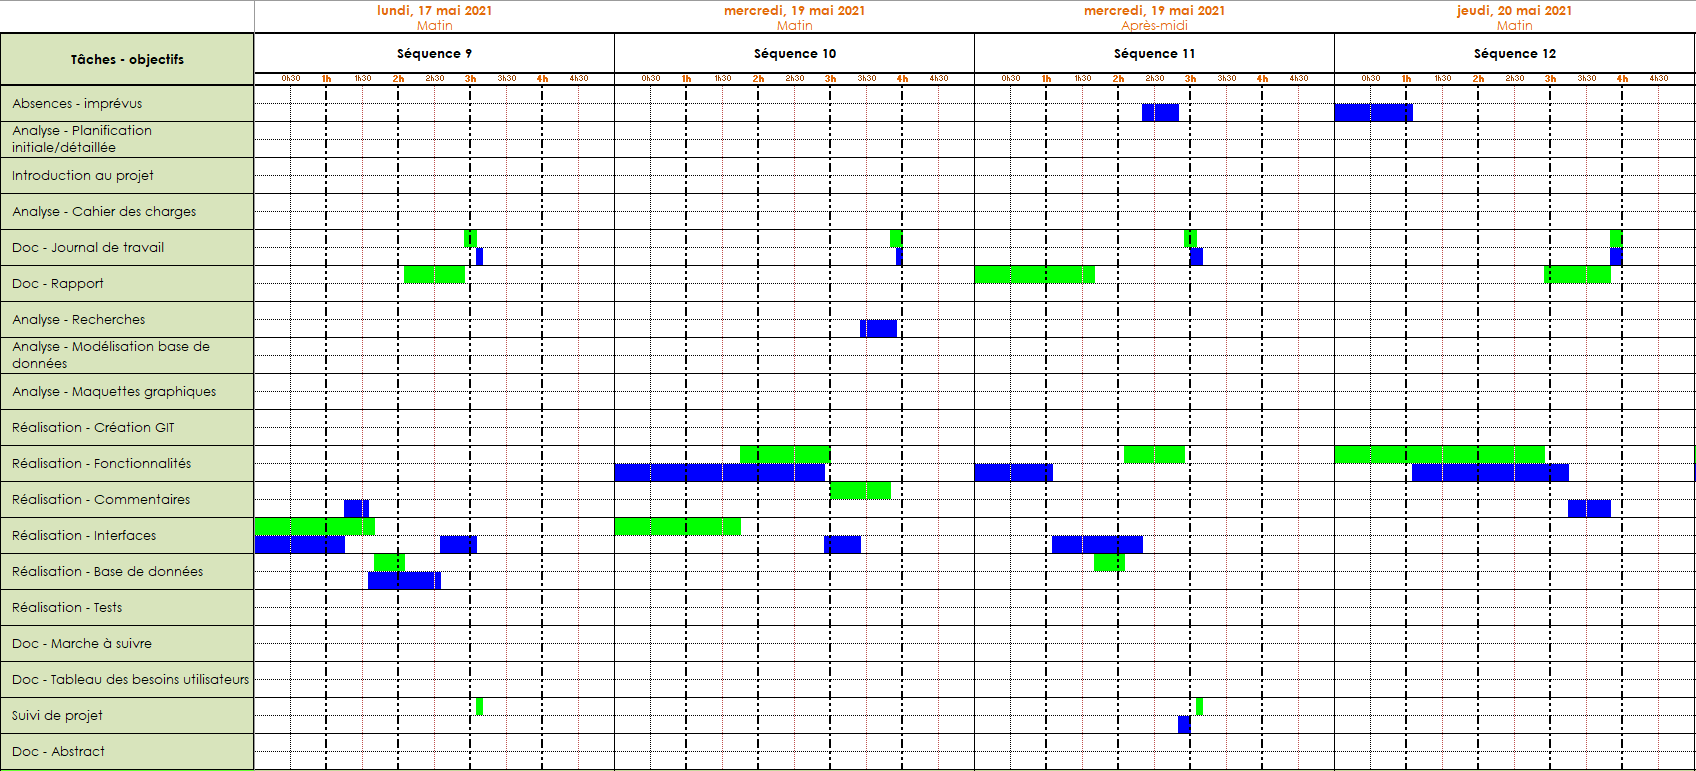 lundi, 17 mai 2021 mercredi, 19 mai 2021 mercredi, 19 mai 2021 jeudi, 20 mai 2021
Matin Matin Après-midi Matin
Tâches - objectifs Séquence 9 Séquence 10 Séquence 11 Séquence 12
0h30 1h 1h30 2h 2h30 3h 3h30 4h 4h30 0h30 1h 1h30 2h 2h30 3h 3h30 4h 4h30 0h30 1h 1h30 2h 2h30 3h 3h30 4h 4h30 0h30 1h 1h30 2h 2h30 3h 3h30 4h 4h30
Absences - imprévus
Analyse - Planification
initiale/détaillée
Introduction au projet
Analyse - Cahier des charges
Doc - Journal de travail
Doc - Rapport
Analyse - Recherches
Analyse - Modélisation base de
données
Analyse - Maquettes graphiques
Réalisation - Création GIT
Réalisation - Fonctionnalités
Réalisation - Commentaires
Réalisation - Interfaces
Réalisation - Base de données
Réalisation - Tests
Doc - Marche à suivre
Doc - Tableau des besoins utilisateurs
Suivi de projet
Doc - Abstract